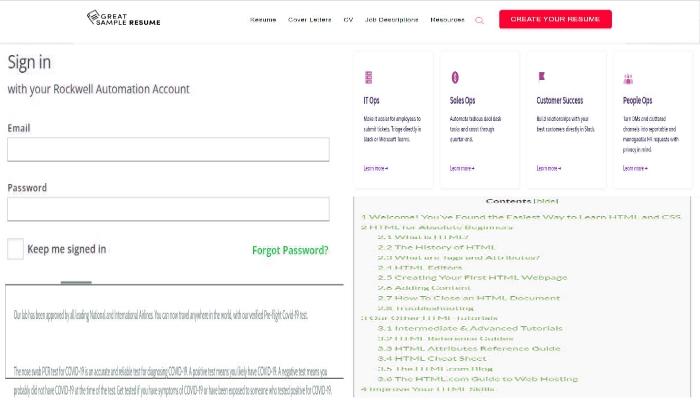 GREAT
SAMPLE RESUME
Resume Cover Letters CV Job Descriptions Resources CREATE YOUR RESUME
Sign in
with your Rockwell Automation Account
Email
Password
Keep me signed in Forgot Password?
Our lab has been approved by all leading National and International Airlines. You can now travel anywhere in the world, with our verified Pre-flight Covid-19 test.
The nose swab PCR test for COVID-19 is an accurate and reliable test for diagnosing COVID-19. A positive test means you likely have COVID-19. A negative test means you
probably did not have COVID-19 at the time of the test. Get tested if you have symptoms of COVID-19 or have been exposed to someone who tested positive for COVID-19.
IT Ops
Make it easier for employees to
submit tickets. Triage directly in
Slack or Microsoft Teams.
Learn more →
Sales Ops
Automate tedious deal desk
tasks and coast through
quarter-end.
Learn more →
Customer Success
Build relationships with your
best customers directly in Slack.
Learn more →
People Ops
Turn DMs and scattered
channels into reportable and
manageable HR requests with
privacy in mind.
Learn more →
Contents [hide]
1 Welcome! You've Found the Easiest Way to Learn HTML and CSS
2 HTML for Absolute Beginners
2.1 What is HTML?
2.2 The History of HTML
2.3 What are Tags and Attributes?
2.4 HTML Editors
2.5 Creating Your First HTML Webpage
2.6 Adding Content
2.7 How To Close an HTML Document
2.8 Troubleshooting
3 Our Other HTML Tutorials
3.1 Intermediate & Advanced Tutorials
3.2 HTML Reference Guides
3.3 HTML Attributes Reference Guide
3.4 HTML Cheat Sheet
3.5 The HTML.com Blog
3.6 The HTML.com Guide to Web Hosting
4 Improve Your HTML Skills